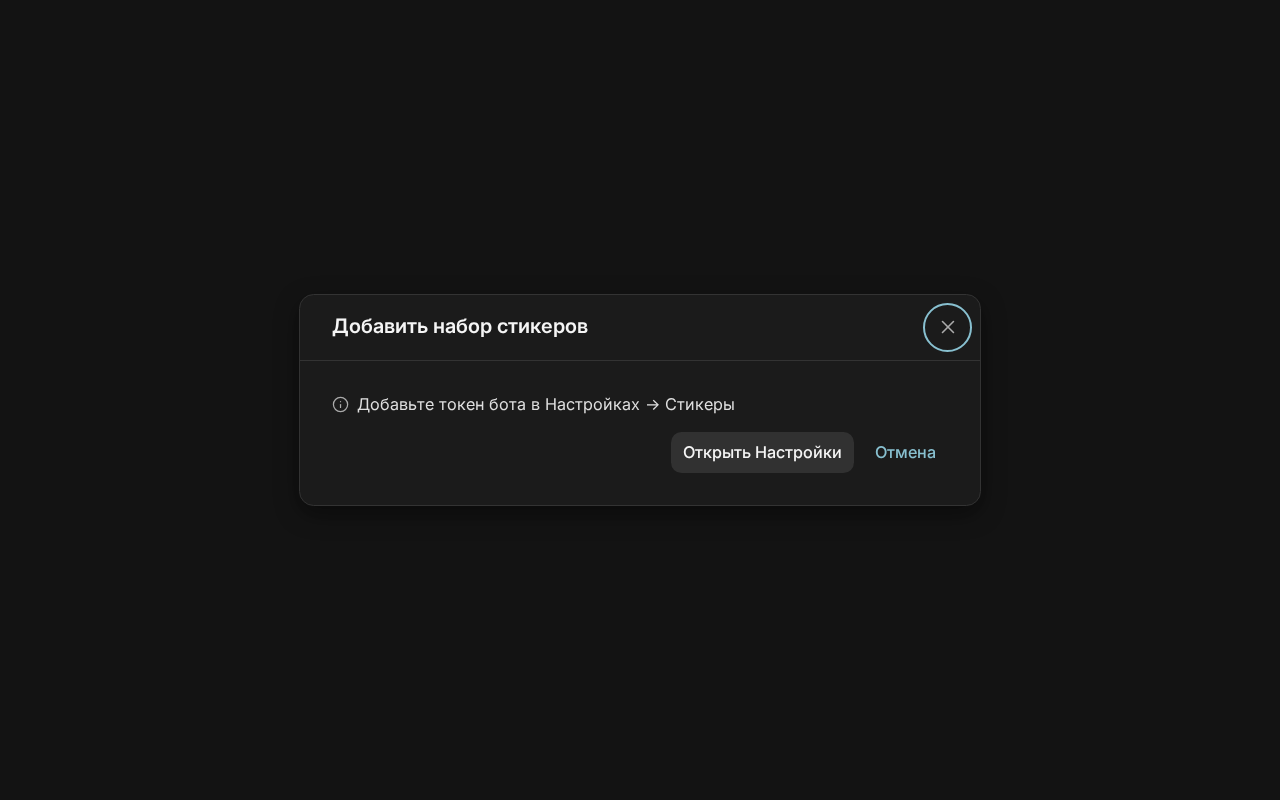 Добавить набор стикеров
Добавьте токен бота в Настройках → Стикеры
Открыть Настройки
Отмена